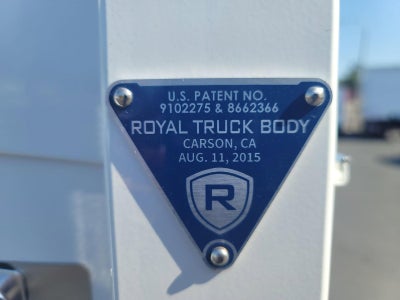 U.S. PATENT NO.
9102275 & 8662366
ROYAL TRUCK BODY
CARSON, CA
AUG. 11, 2015
R